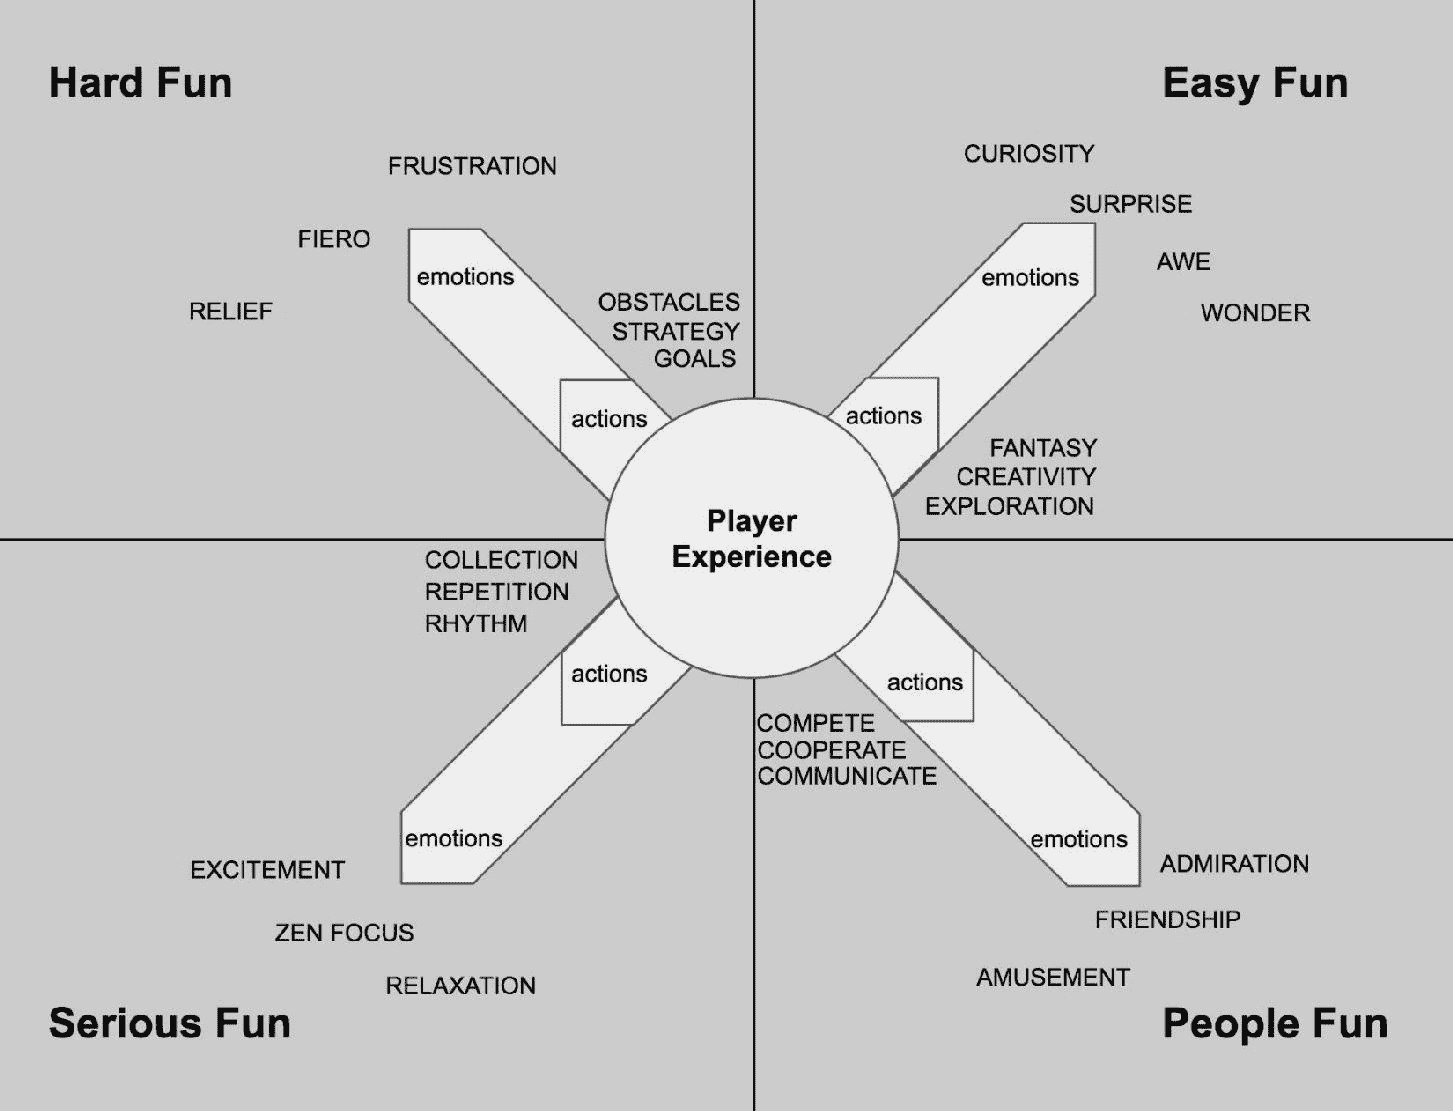 Hard Fun
FRUSTRATION
FIERO
RELIEF
emotions
OBSTACLES
STRATEGY
GOALS
actions
Easy Fun
CURIOSITY
SURPRISE
AWE
WONDER
emotions
actions
FANTASY
CREATIVITY
EXPLORATION
Player
Experience
COLLECTION
REPETITION
RHYTHM
actions
emotions
EXCITEMENT
ZEN FOCUS
RELAXATION
Serious Fun
actions
COMPETE
COOPERATE
COMMUNICATE
emotions
ADMIRATION
FRIENDSHIP
AMUSEMENT
People Fun